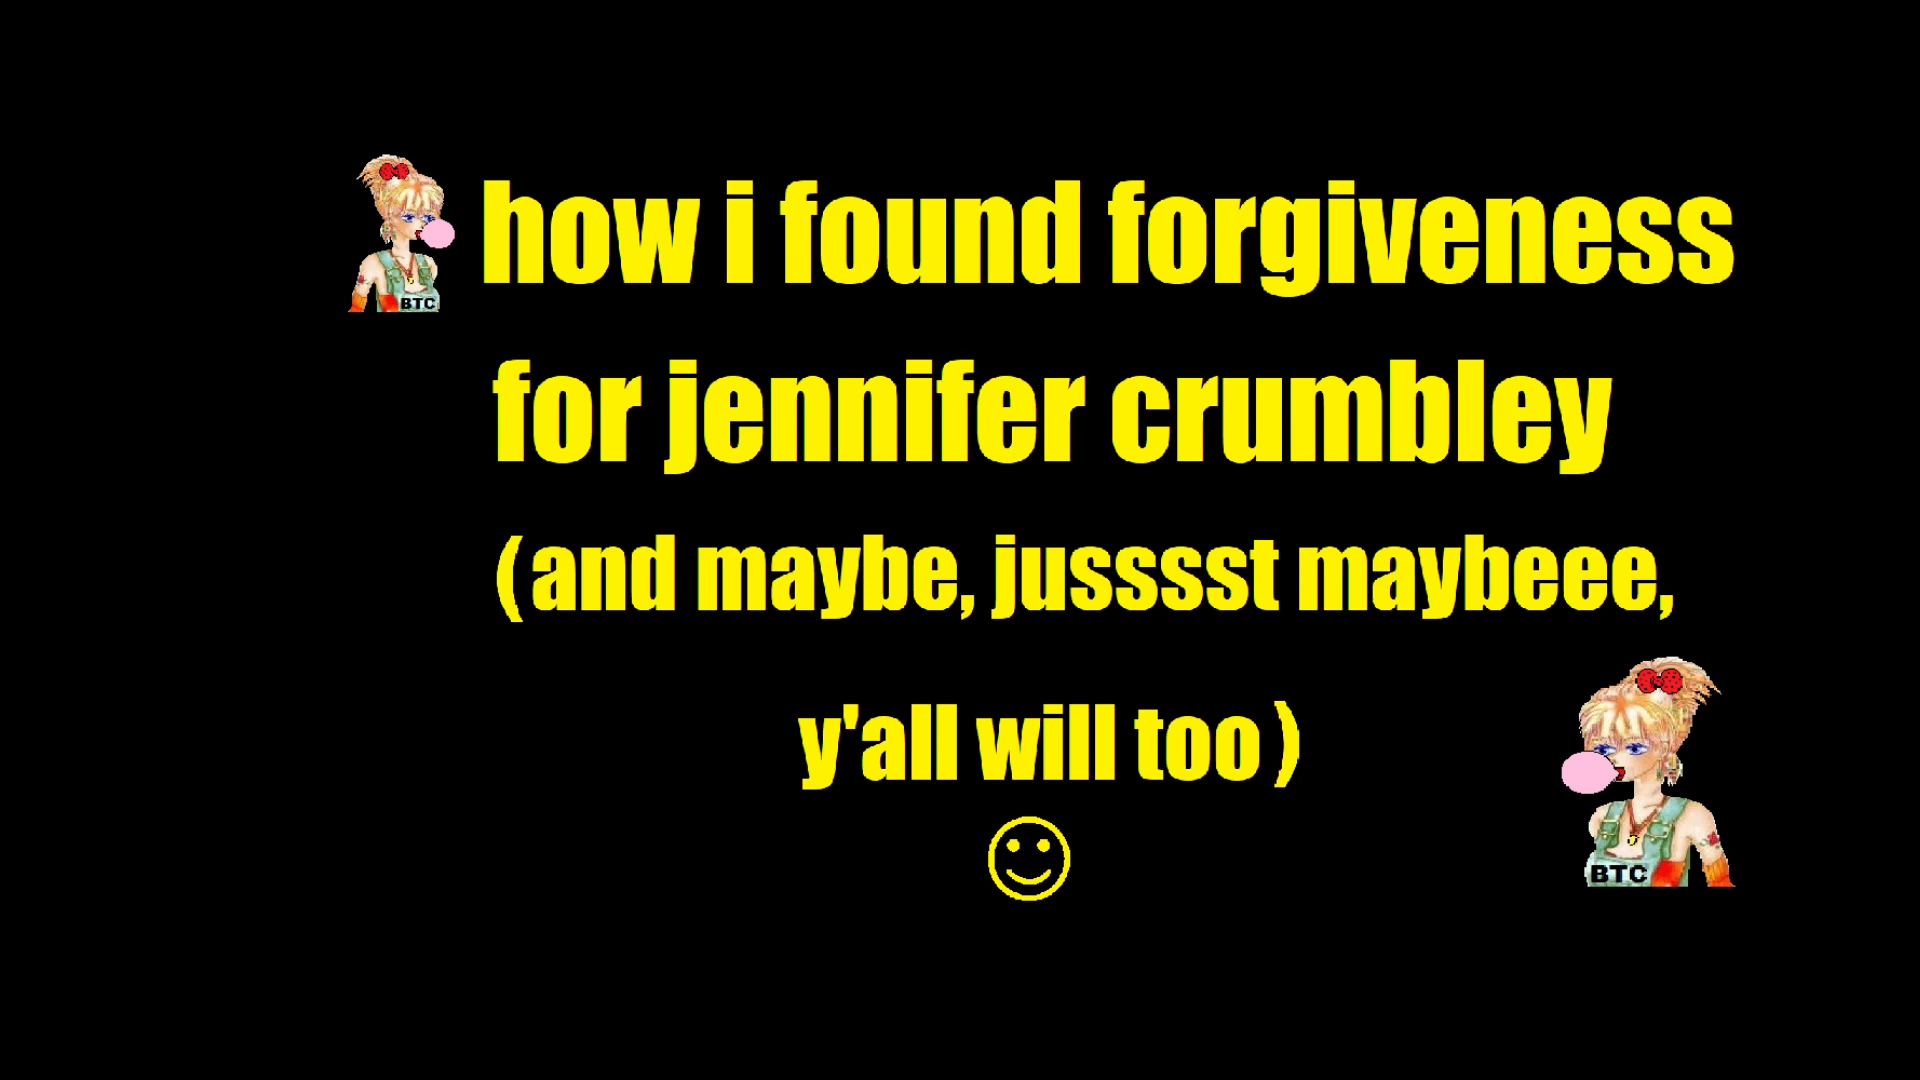 how i found forgiveness
for jennifer crumbley
(and maybe, jusssst maybeee,
y'all will too)
BTC
BTC